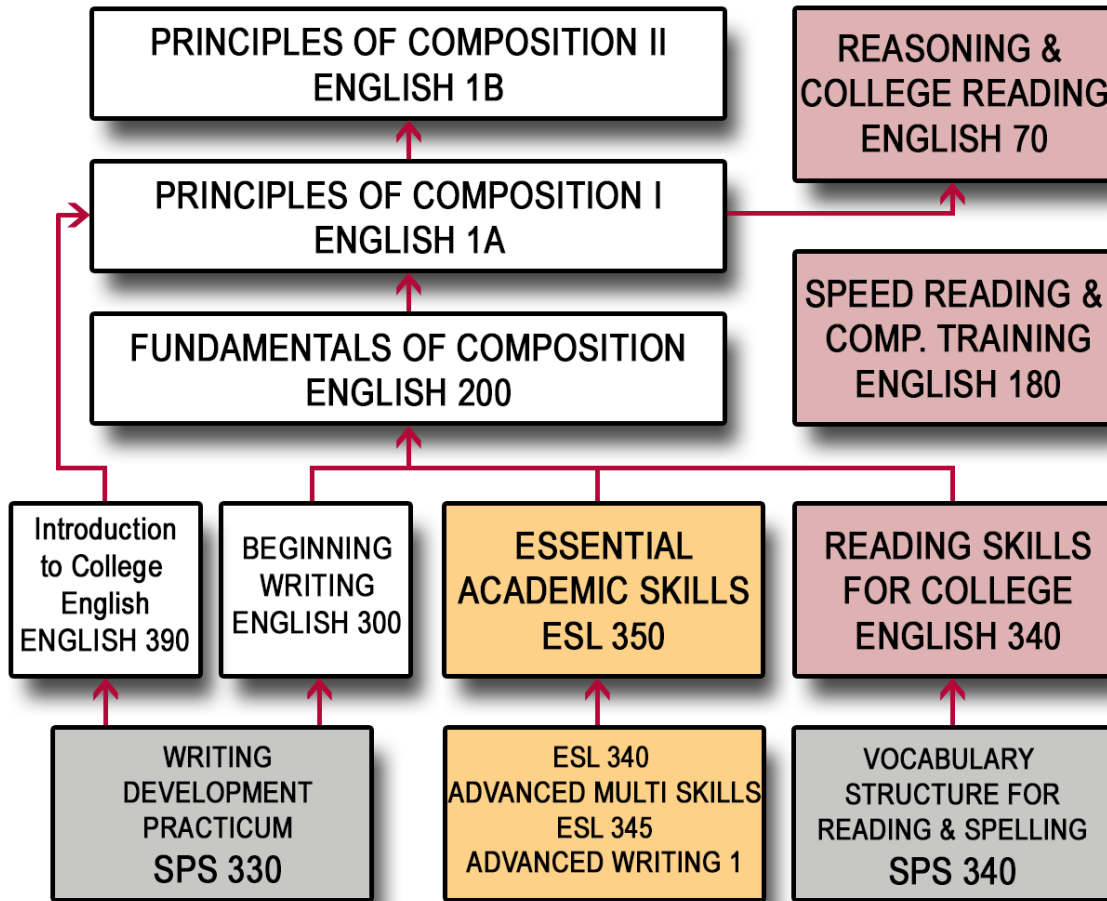 PRINCIPLES OF COMPOSITION II
ENGLISH 1B
REASONING &
COLLEGE READING
ENGLISH 70
PRINCIPLES OF COMPOSITION I
ENGLISH 1A
SPEED READING &
COMP. TRAINING
ENGLISH 180
FUNDAMENTALS OF COMPOSITION
ENGLISH 200
Introduction
to College
English
ENGLISH 390
BEGINNING
WRITING
ENGLISH 300
ESSENTIAL
ACADEMIC SKILLS
ESL 350
READING SKILLS
FOR COLLEGE
ENGLISH 340
WRITING
DEVELOPMENT
PRACTICUM
SPS 330
ESL 340
ADVANCED MULTI SKILLS
ESL 345
ADVANCED WRITING 1
VOCABULARY
STRUCTURE FOR
READING & SPELLING
SPS 340